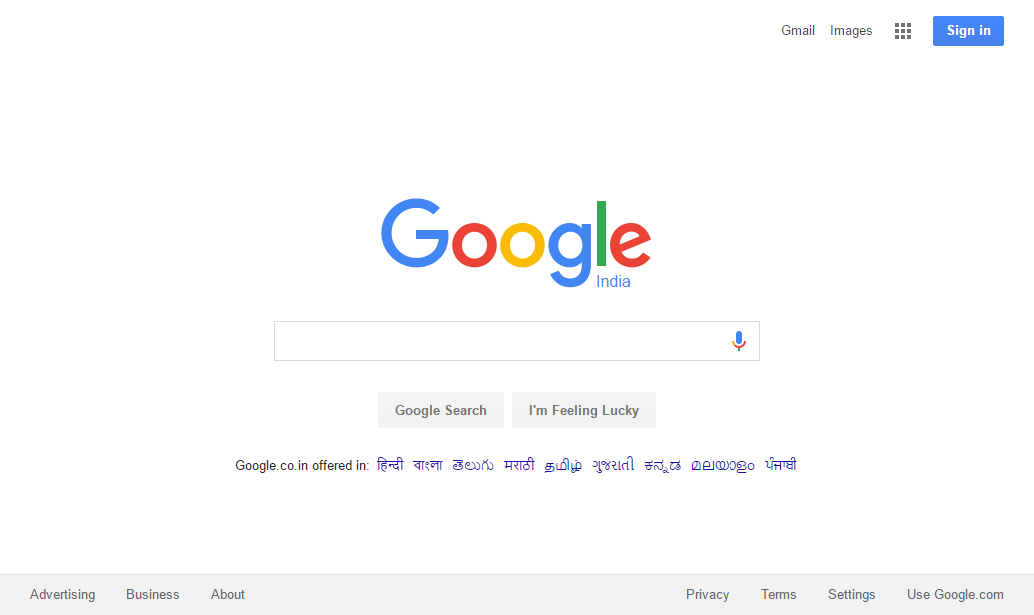 Gmail Images Sign in
Google
India
Google Search I'm Feeling Lucky
Google.co.in offered in: हिन्दी বাংলা తెలుగు मराठी தமிழ் ગુજરાતી ಕನ್ನಡ മലയാളം ਪੰਜਾਬੀ
Advertising Business About Privacy Terms Settings Use Google.com